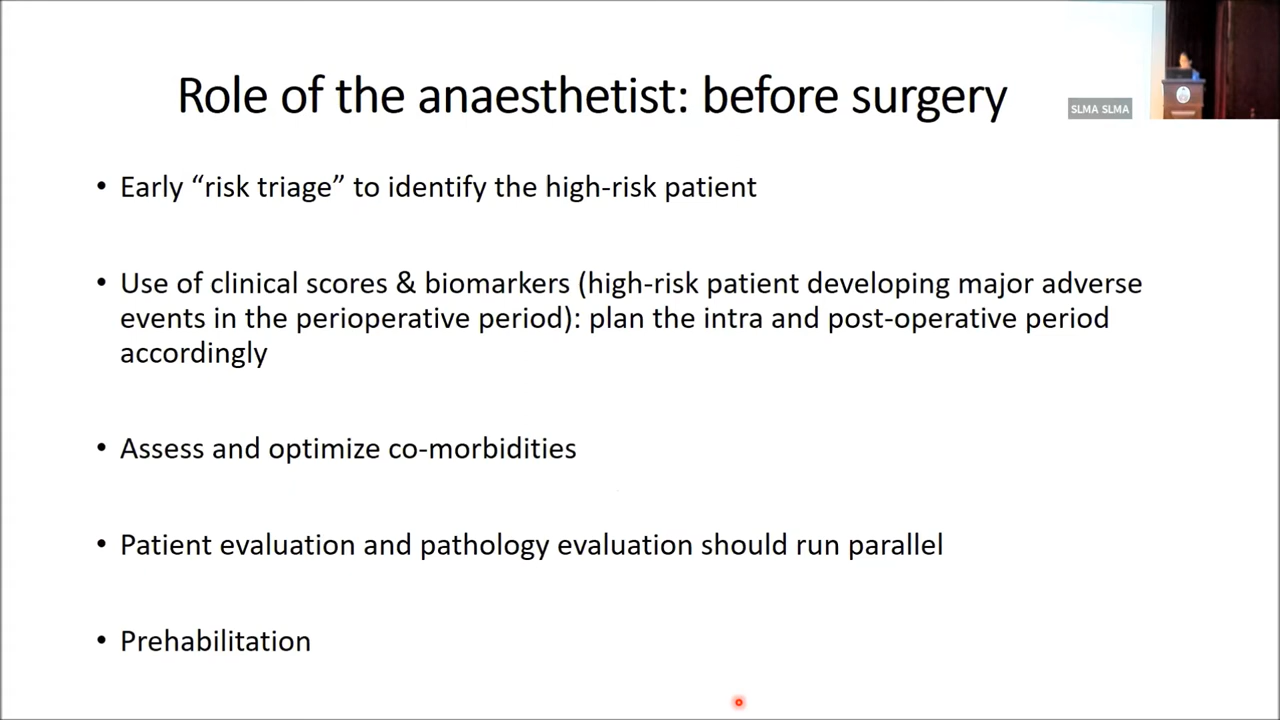 Role of the anaesthetist: before surgery
SLMA SLMA
• Early “risk triage” to identify the high-risk patient
• Use of clinical scores & biomarkers (high-risk patient developing major adverse
events in the perioperative period): plan the intra and post-operative period
accordingly
• Assess and optimize co-morbidities
• Patient evaluation and pathology evaluation should run parallel
• Prehabilitation